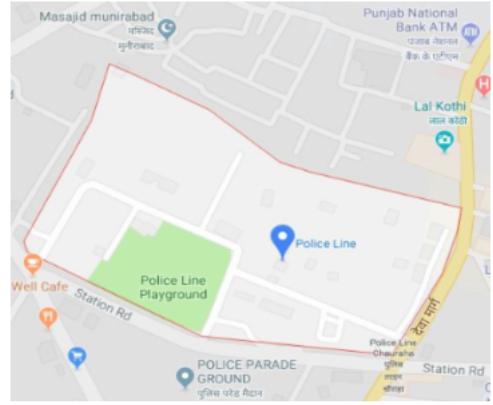 Masajid munirabad
मस्जिद
मुनीराबाद
Punjab National
Bank ATM
पंजाब नेशनल
बैंक के एटीएम
H
Lal Kothi
लाल कोठी
Police Line
Police Line
Playground
Well Cafe
Station Rd
देवा मार्ग
Police Line
Chauraha
पुलिस
लाइन
चौराहा
Station Rd
POLICE PARADE
GROUND
पुलिस परेड मैदान